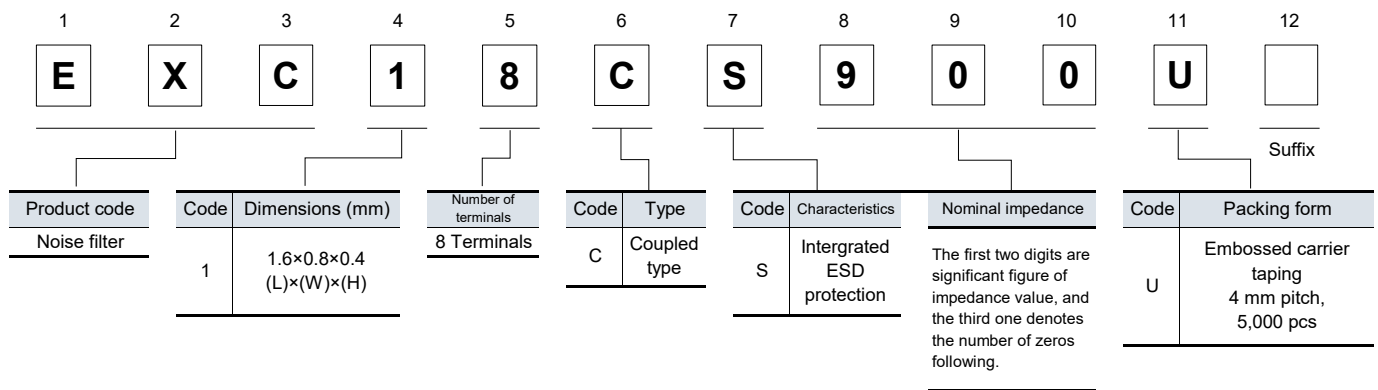 1 2 3 4 5 6 7 8 9 10 11 12
E X C 1 8 C S 9 0 0 U
Suffix
Product code
Noise filter
Code Dimensions (mm)
1 1.6×0.8×0.4
(L)×(W)×(H)
Number of
terminals
8 Terminals
Code Type
C Coupled
type
Code Characteristics
S Intergrated
ESD
protection
Nominal impedance
The first two digits are
significant figure of
impedance value, and
the third one denotes
the number of zeros
following.
Code Packing form
U Embossed carrier
taping
4 mm pitch,
5,000 pcs